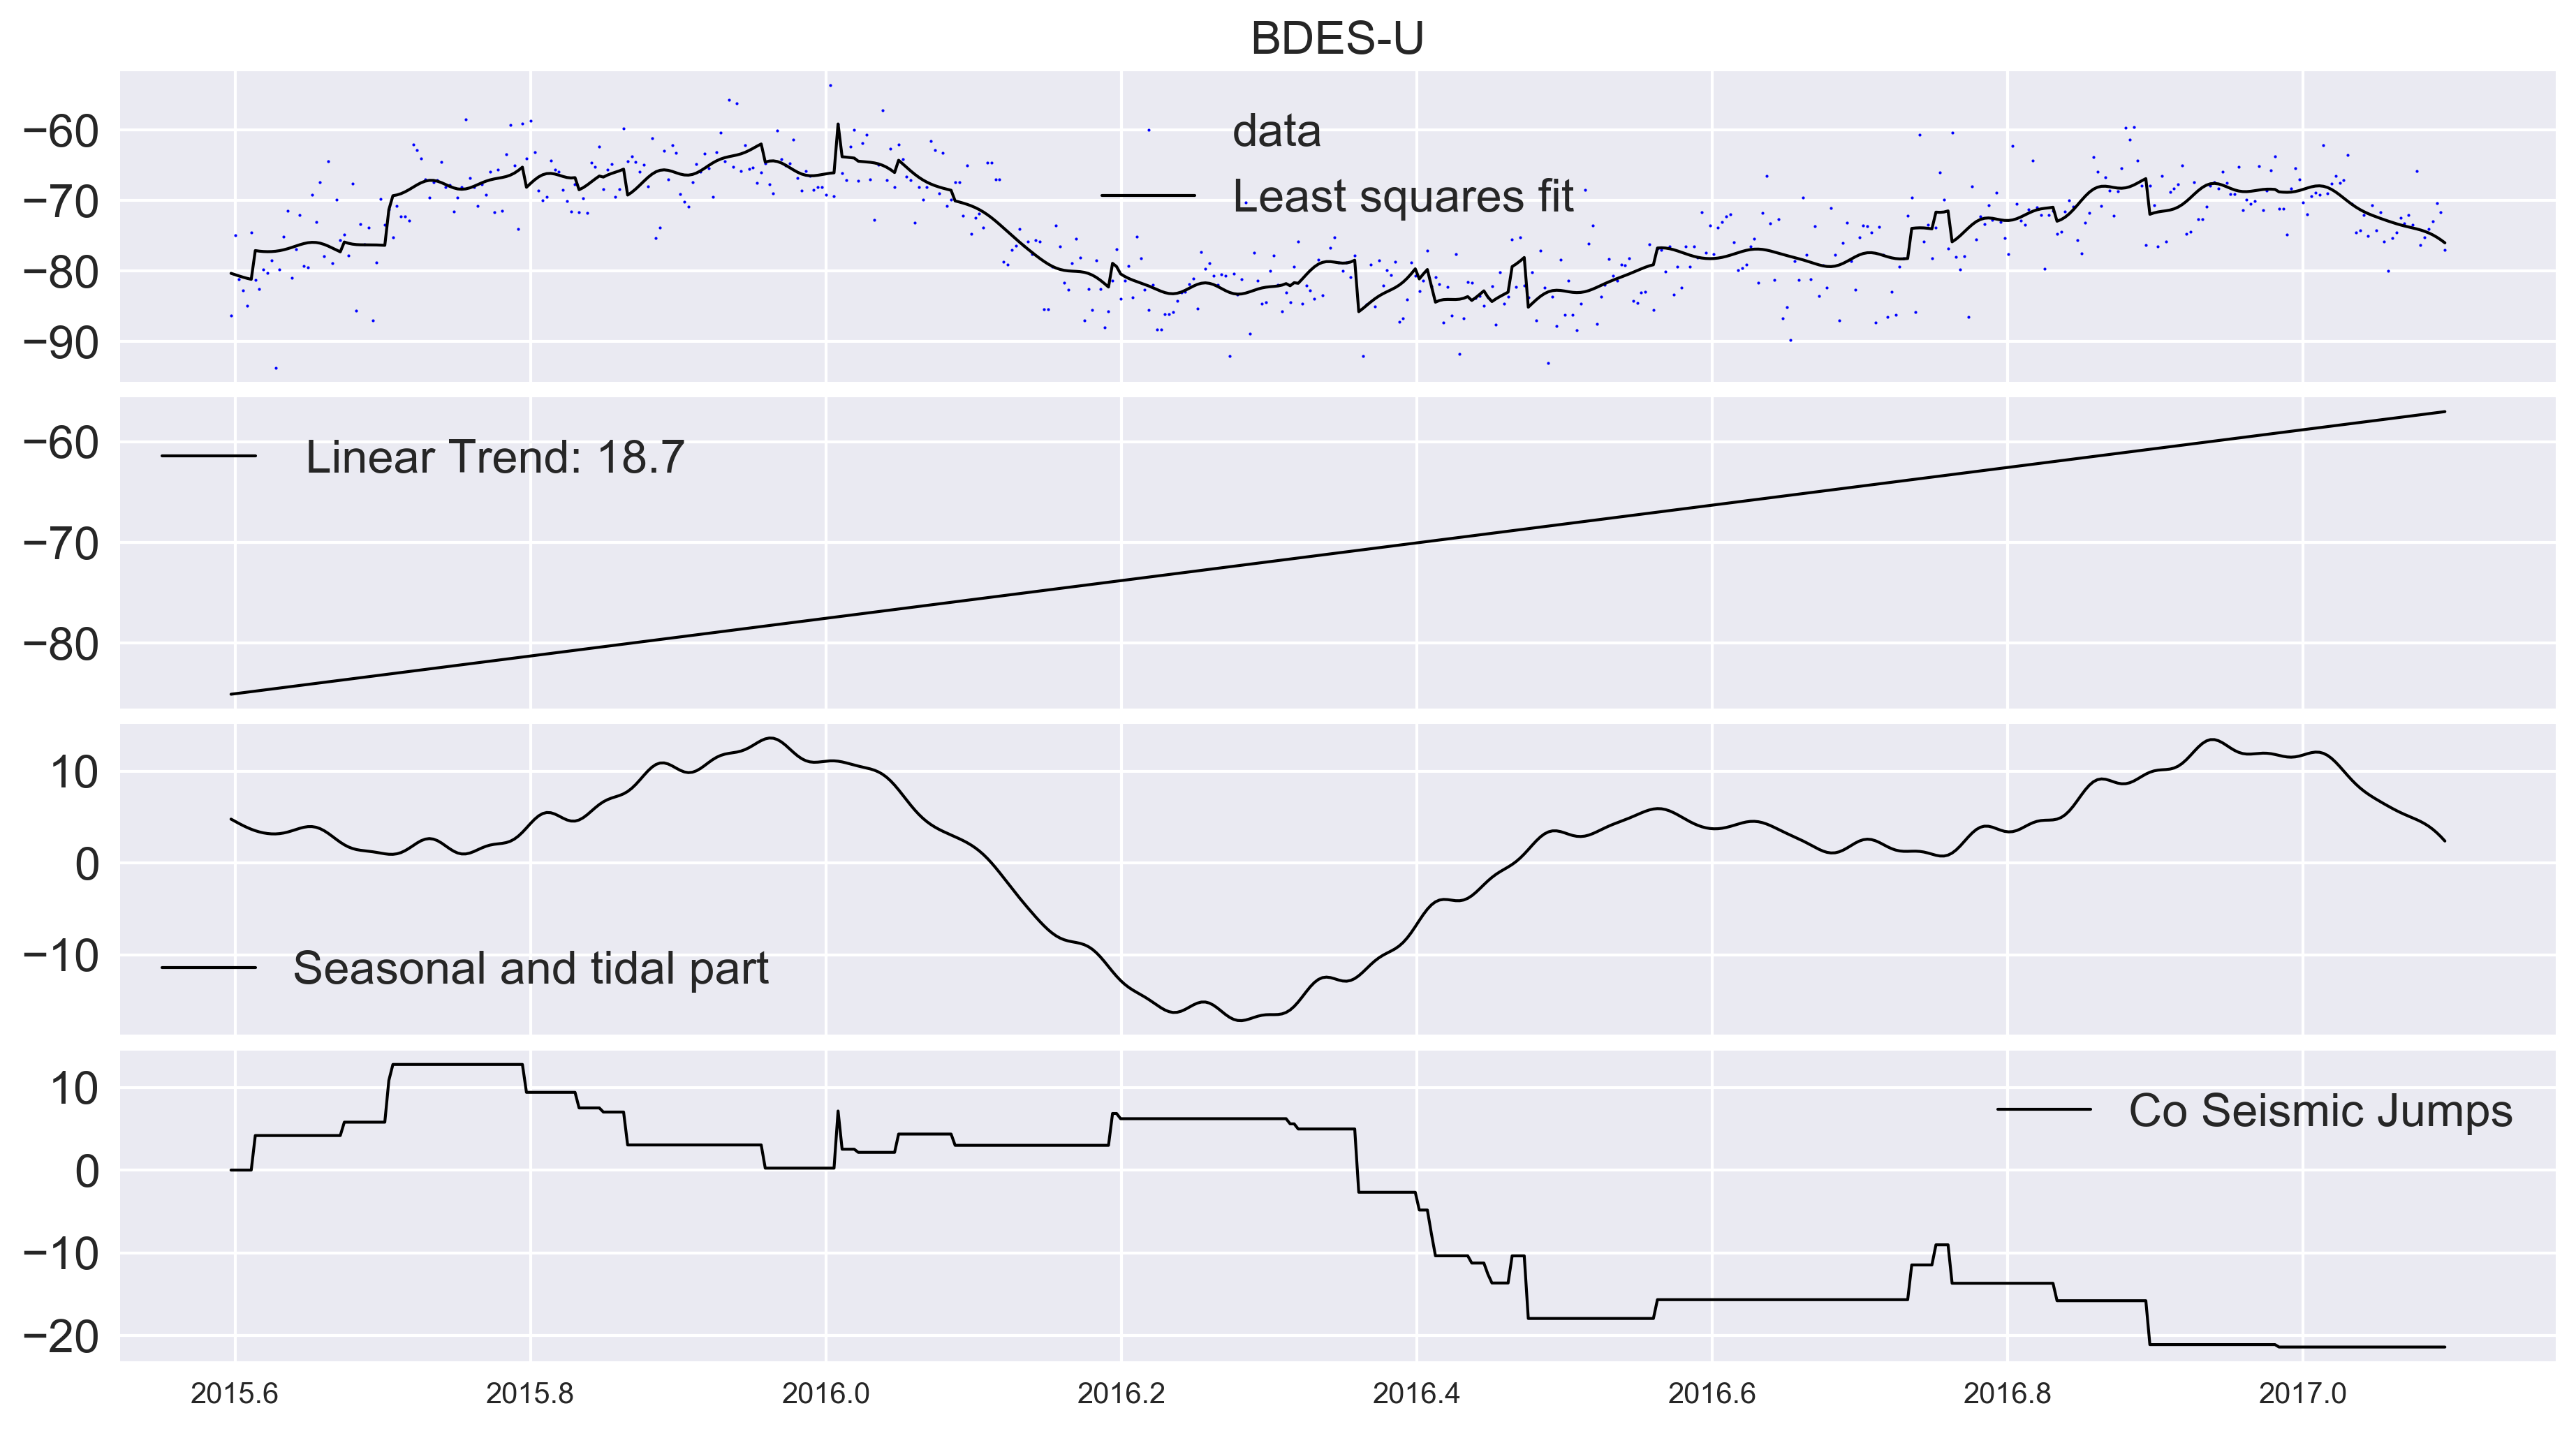 BDES-U
−60
−70
−80
−90
data
Least squares fit
−60
−70
−80
Linear Trend: 18.7
10
0
−10
Seasonal and tidal part
10
0
−10
−20
Co Seismic Jumps
2015.6 2015.8 2016.0 2016.2 2016.4 2016.6 2016.8 2017.0